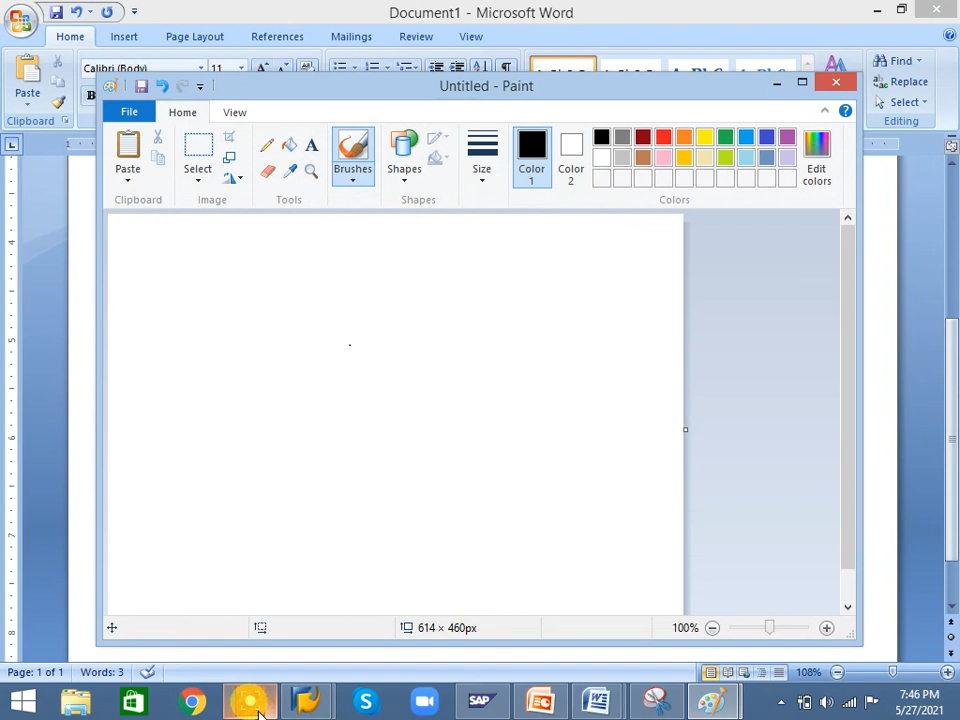 Document1 - Microsoft Word
Home Insert Page Layout References Mailings Review View
Calibri (Body) 11
Paste
Clipboard
B
Find
Replace
Select
Editing
Untitled - Paint
File Home View
Paste
Select
Brushes
Shapes
Size
Color 1
Color 2
Edit colors
Clipboard Image Tools Shapes Colors
614 × 460px
100%
Page: 1 of 1 Words: 3
108%
SAP
7:46 PM
5/27/2021